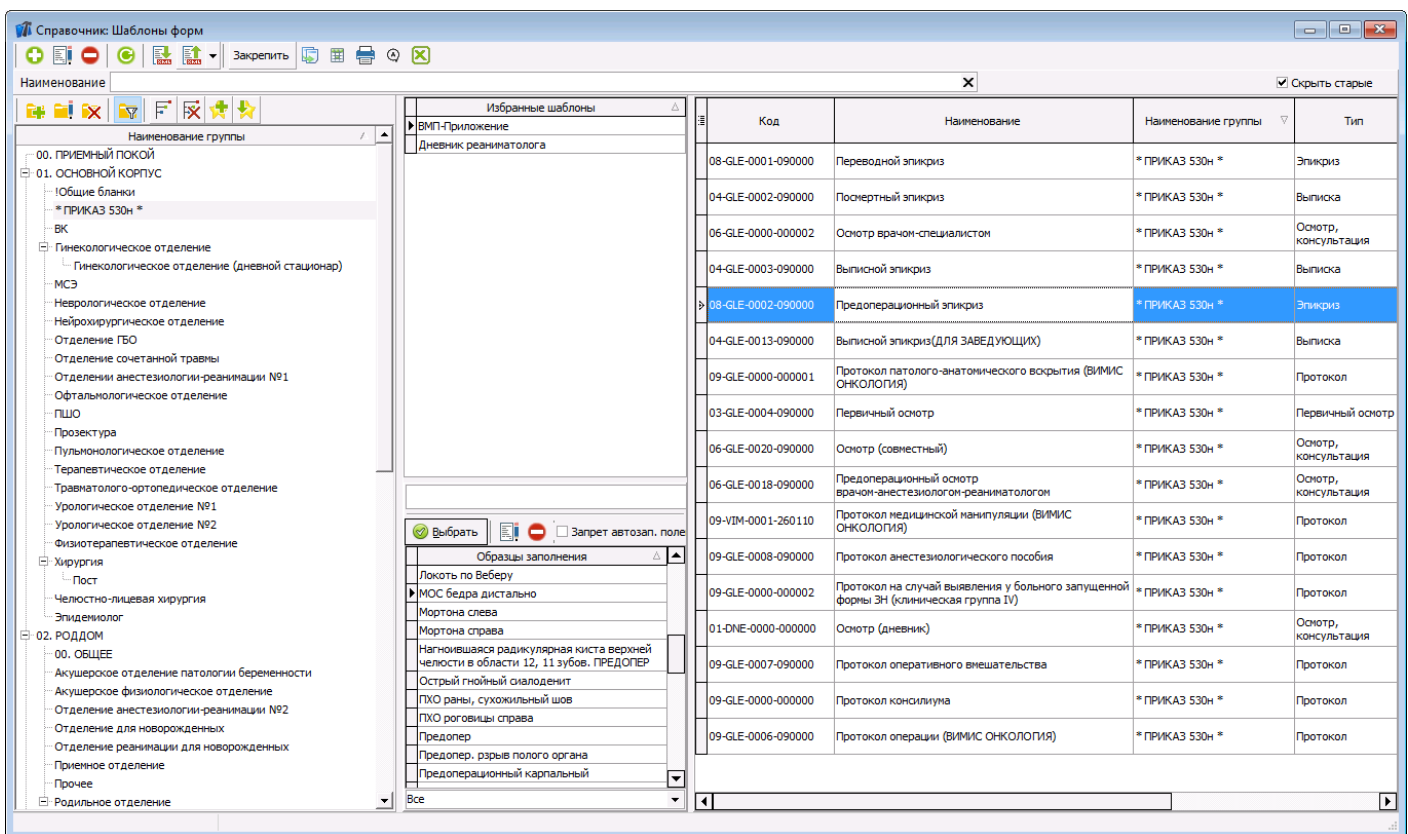 Справочник: Шаблоны форм
Закрепить
Наименование
Скрыть старые
Наименование группы
00. ПРИЕМНЫЙ ПОКОЙ
01. ОСНОВНОЙ КОРПУС
!Общие бланки
* ПРИКАЗ 530н *
ВК
Гинекологическое отделение
Гинекологическое отделение (дневной стационар)
МСЭ
Неврологическое отделение
Нейрохирургическое отделение
Отделение ГБО
Отделение сочетанной травмы
Отделении анестезиологии-реанимации №1
Офтальмологическое отделение
ПШО
Прозектура
Пульмонологическое отделение
Терапевтическое отделение
Травматолого-ортопедическое отделение
Урологическое отделение №1
Урологическое отделение №2
Физиотерапевтическое отделение
Хирургия
Пост
Челюстно-лицевая хирургия
Эпидемиолог
02. РОДДОМ
00. ОБЩЕЕ
Акушерское отделение патологии беременности
Акушерское физиологическое отделение
Отделение анестезиологии-реанимации №2
Отделение для новорожденных
Отделение реанимации для новорожденных
Приемное отделение
Прочее
Родильное отделение
Избранные шаблоны
ВМП-Приложение
Дневник реаниматолога
Выбрать
Запрет автозап. поле
Образцы заполнения
Локоть по Веберу
МОС бедра дистально
Мортона слева
Мортона справа
Нагноившаяся радикулярная киста верхней
челюсти в области 12, 11 зубов. ПРЕДОПЕР
Острый гнойный сиалоденит
ПХО раны, сухожильный шов
ПХО роговицы справа
Предопер
Предопер. рзрыв полого органа
Предоперационный карпальный
Все
Код Наименование Наименование группы Тип
08-GLE-0001-090000 Переводной эпикриз * ПРИКАЗ 530н * Эпикриз
04-GLE-0002-090000 Посмертный эпикриз * ПРИКАЗ 530н * Выписка
06-GLE-0000-000002 Осмотр врачом-специалистом * ПРИКАЗ 530н * Осмотр,
консультация
04-GLE-0003-090000 Выписной эпикриз * ПРИКАЗ 530н * Выписка
08-GLE-0002-090000 Предоперационный эпикриз * ПРИКАЗ 530н * Эпикриз
04-GLE-0013-090000 Выписной эпикриз(ДЛЯ ЗАВЕДУЮЩИХ) * ПРИКАЗ 530н * Выписка
09-GLE-0000-000001 Протокол патолого-анатомического вскрытия (ВИМИС
ОНКОЛОГИЯ) * ПРИКАЗ 530н * Протокол
03-GLE-0004-090000 Первичный осмотр * ПРИКАЗ 530н * Первичный осмотр
06-GLE-0020-090000 Осмотр (совместный) * ПРИКАЗ 530н * Осмотр,
консультация
06-GLE-0018-090000 Предоперационный осмотр
врачом-анестезиологом-реаниматологом * ПРИКАЗ 530н * Осмотр,
консультация
09-VIM-0001-260110 Протокол медицинской манипуляции (ВИМИС
ОНКОЛОГИЯ) * ПРИКАЗ 530н * Протокол
09-GLE-0008-090000 Протокол анестезиологического пособия * ПРИКАЗ 530н * Протокол
09-GLE-0000-000002 Протокол на случай выявления у больного запущенной
формы ЗН (клиническая группа IV) * ПРИКАЗ 530н * Протокол
01-DNE-0000-000000 Осмотр (дневник) * ПРИКАЗ 530н * Осмотр,
консультация
09-GLE-0007-090000 Протокол оперативного вмешательства * ПРИКАЗ 530н * Протокол
09-GLE-0000-000000 Протокол консилиума * ПРИКАЗ 530н * Протокол
09-GLE-0006-090000 Протокол операции (ВИМИС ОНКОЛОГИЯ) * ПРИКАЗ 530н * Протокол